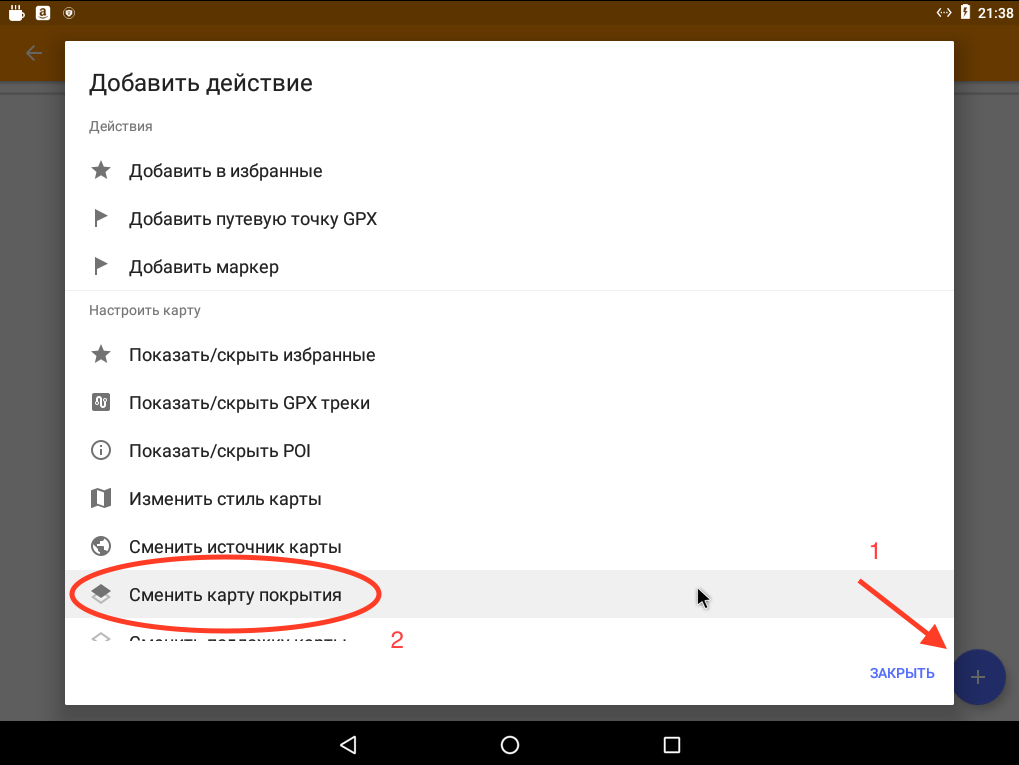 21:38
Добавить действие
Действия
Добавить в избранные
Добавить путевую точку GPX
Добавить маркер
Настроить карту
Показать/скрыть избранные
Показать/скрыть GPX треки
Показать/скрыть POI
Изменить стиль карты
Сменить источник карты
1
Сменить карту покрытия
Сменить подложку карты
2
ЗАКРЫТЬ